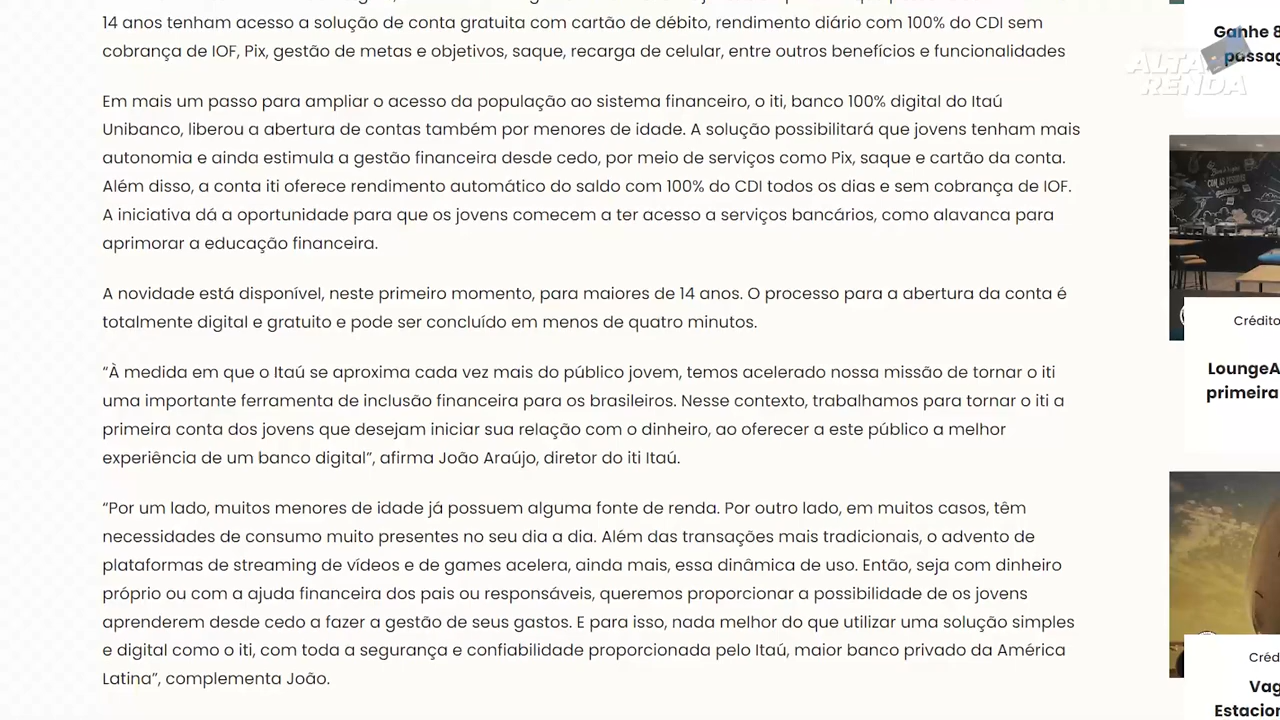 14 anos tenham acesso a solução de conta gratuita com cartão de débito, rendimento diário com 100% do CDI sem
cobrança de IOF, Pix, gestão de metas e objetivos, saque, recarga de celular, entre outros benefícios e funcionalidades
Em mais um passo para ampliar o acesso da população ao sistema financeiro, o iti, banco 100% digital do Itaú
Unibanco, liberou a abertura de contas também por menores de idade. A solução possibilitará que jovens tenham mais
autonomia e ainda estimula a gestão financeira desde cedo, por meio de serviços como Pix, saque e cartão da conta.
Além disso, a conta iti oferece rendimento automático do saldo com 100% do CDI todos os dias e sem cobrança de IOF.
A iniciativa dá a oportunidade para que os jovens comecem a ter acesso a serviços bancários, como alavanca para
aprimorar a educação financeira.
A novidade está disponível, neste primeiro momento, para maiores de 14 anos. O processo para a abertura da conta é
totalmente digital e gratuito e pode ser concluído em menos de quatro minutos.
“À medida em que o Itaú se aproxima cada vez mais do público jovem, temos acelerado nossa missão de tornar o iti
uma importante ferramenta de inclusão financeira para os brasileiros. Nesse contexto, trabalhamos para tornar o iti a
primeira conta dos jovens que desejam iniciar sua relação com o dinheiro, ao oferecer a este público a melhor
experiência de um banco digital”, afirma João Araújo, diretor do iti Itaú.
“Por um lado, muitos menores de idade já possuem alguma fonte de renda. Por outro lado, em muitos casos, têm
necessidades de consumo muito presentes no seu dia a dia. Além das transações mais tradicionais, o advento de
plataformas de streaming de vídeos e de games acelera, ainda mais, essa dinâmica de uso. Então, seja com dinheiro
próprio ou com a ajuda financeira dos pais ou responsáveis, queremos proporcionar a possibilidade de os jovens
aprenderem desde cedo a fazer a gestão de seus gastos. E para isso, nada melhor do que utilizar uma solução simples
e digital como o iti, com toda a segurança e confiabilidade proporcionada pelo Itaú, maior banco privado da América
Latina”, complementa João.
Ganhe 8
passag
ALTA
RENDA
Crédito
LoungeA
primeira
Créd
Vag
Estacion